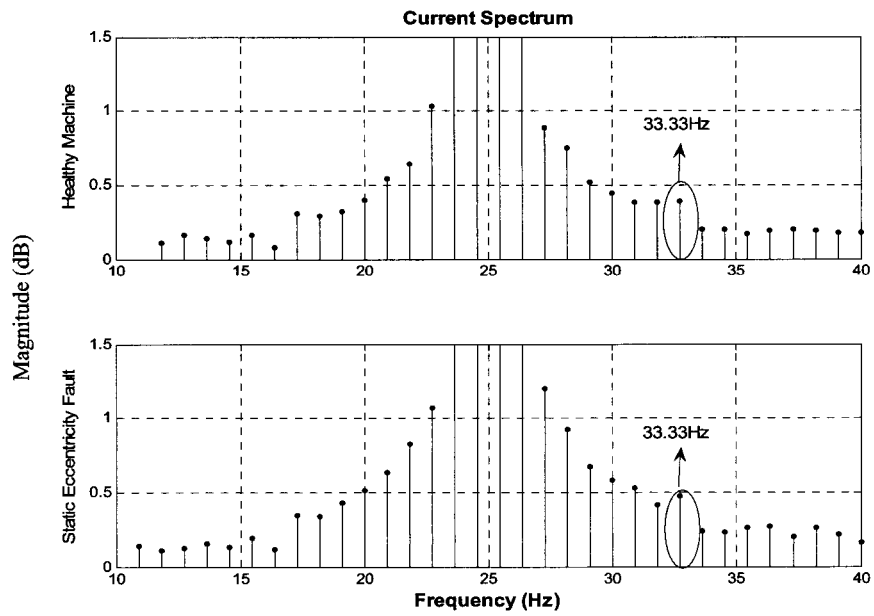 Current Spectrum
Magnitude (dB)
Healthy Machine
1.5
1
0.5
0
33.33Hz
10 15 20 25 30 35 40
Static Eccentricity Fault
1.5
1
0.5
0
33.33Hz
10 15 20 25 30 35 40
Frequency (Hz)